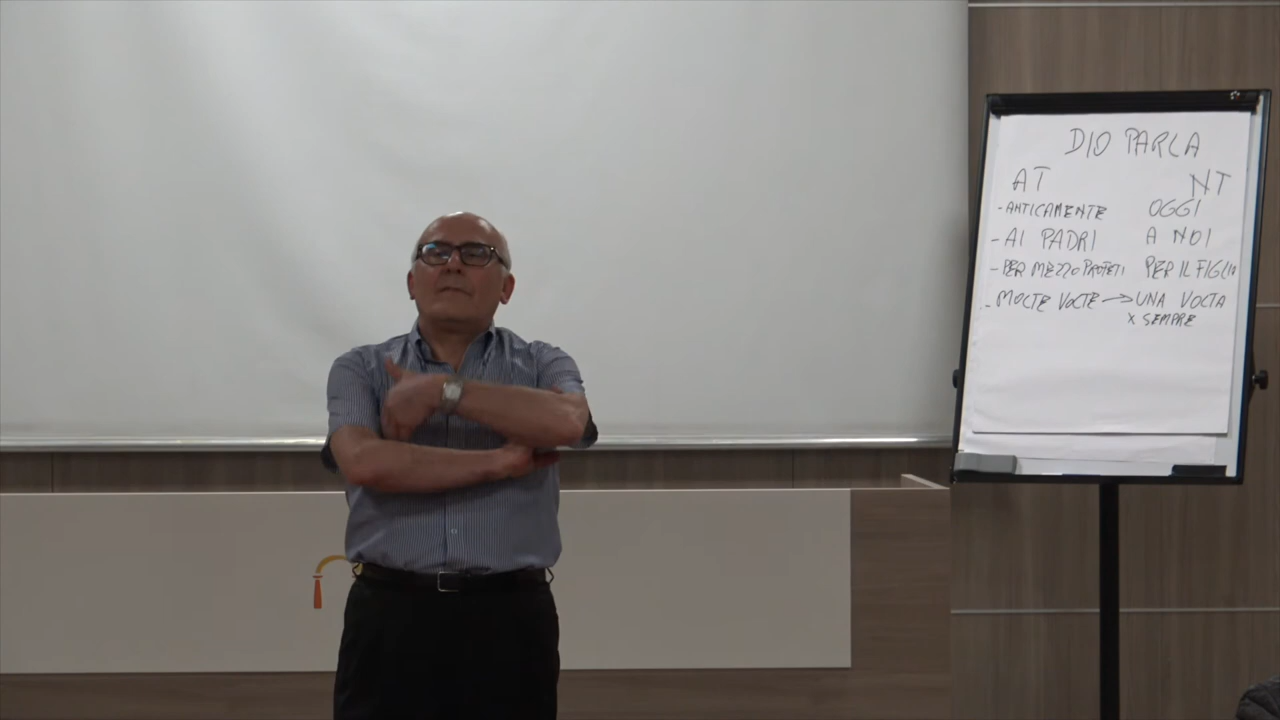 DIO PARLA
AT NT
- ANTICAMENTE OGGI
- AI PADRI A NOI
- PER MEZZO PROFETI PER IL FIGLIO
- MOLTE VOLTE → UNA VOLTA
X SEMPRE